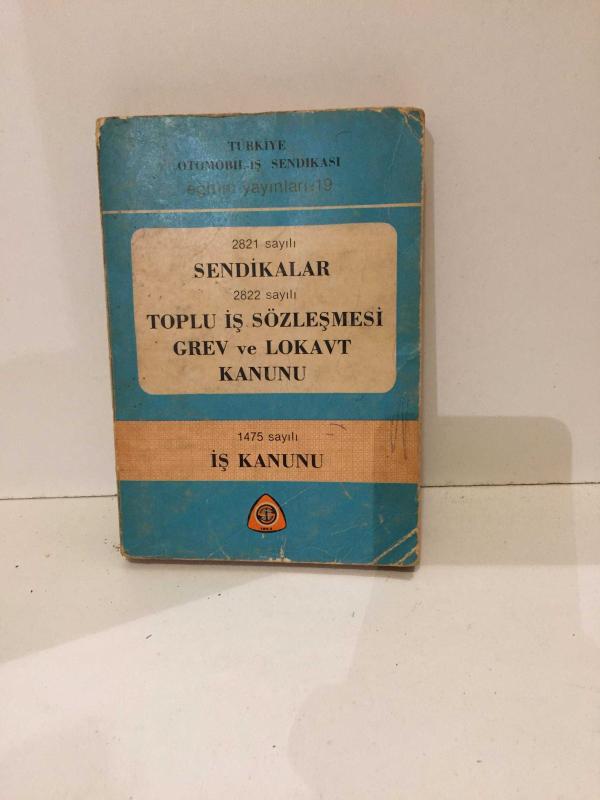 TÜRKİYE
OTOMOBİL-İŞ SENDİKASI
eğitim yayınları:19
2821 sayılı
SENDİKALAR
2822 sayılı
TOPLU İŞ SÖZLEŞMESİ
GREV ve LOKAVT
KANUNU
1475 sayılı
İŞ KANUNU